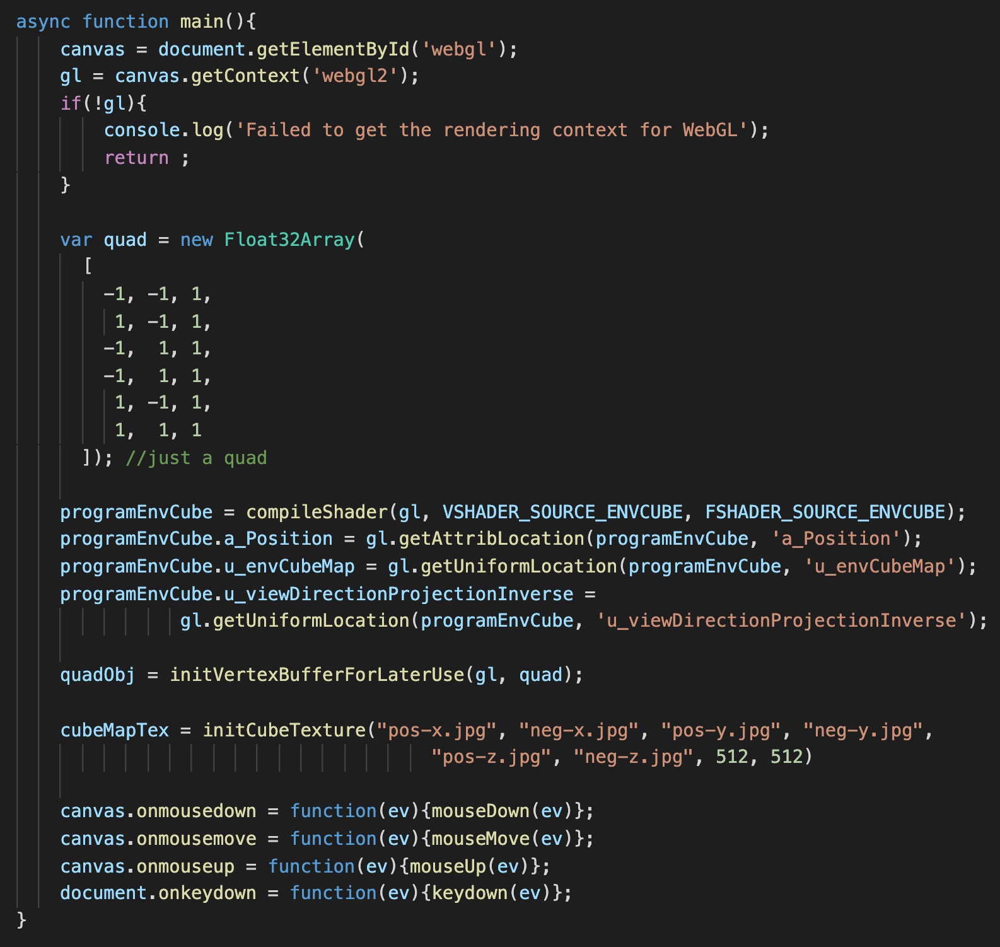 async function main(){
    canvas = document.getElementById('webgl');
    gl = canvas.getContext('webgl2');
    if(!gl){
        console.log('Failed to get the rendering context for WebGL');
        return ;
    }

    var quad = new Float32Array(
      [
        -1, -1, 1,
         1, -1, 1,
        -1,  1, 1,
        -1,  1, 1,
         1, -1, 1,
         1,  1, 1
      ]); //just a quad

    programEnvCube = compileShader(gl, VSHADER_SOURCE_ENVCUBE, FSHADER_SOURCE_ENVCUBE);
    programEnvCube.a_Position = gl.getAttribLocation(programEnvCube, 'a_Position');
    programEnvCube.u_envCubeMap = gl.getUniformLocation(programEnvCube, 'u_envCubeMap');
    programEnvCube.u_viewDirectionProjectionInverse =
               gl.getUniformLocation(programEnvCube, 'u_viewDirectionProjectionInverse');

    quadObj = initVertexBufferForLaterUse(gl, quad);

    cubeMapTex = initCubeTexture("pos-x.jpg", "neg-x.jpg", "pos-y.jpg", "neg-y.jpg",
                                      "pos-z.jpg", "neg-z.jpg", 512, 512)

    canvas.onmousedown = function(ev){mouseDown(ev)};
    canvas.onmousemove = function(ev){mouseMove(ev)};
    canvas.onmouseup = function(ev){mouseUp(ev)};
    document.onkeydown = function(ev){keydown(ev)};
}